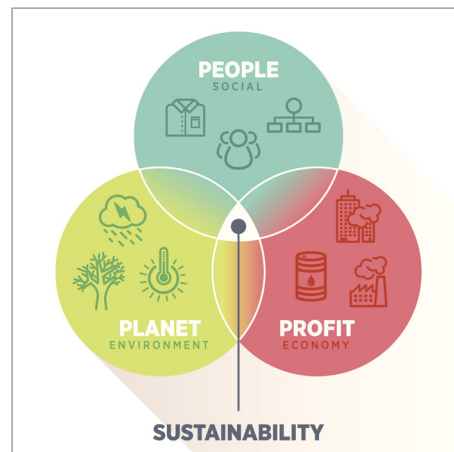 PEOPLE
SOCIAL
PLANET
ENVIRONMENT
PROFIT
ECONOMY
SUSTAINABILITY